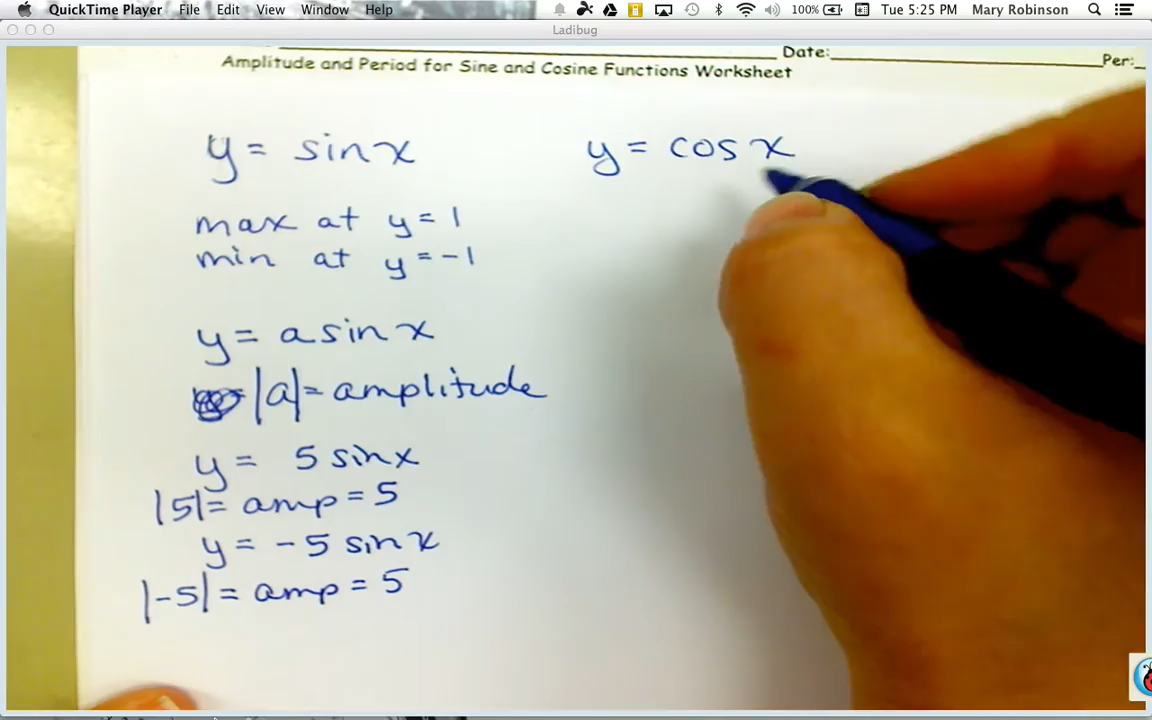 QuickTime Player File Edit View Window Help 100% Tue 5:25 PM Mary Robinson
Ladibug
Date: Per:
Amplitude and Period for Sine and Cosine Functions Worksheet
y = sin x
max at y = 1
min at y = -1
y = a sin x
|a| = amplitude
y = 5 sin x
|5| = amp = 5
y = -5 sin x
|-5| = amp = 5
y = cos x